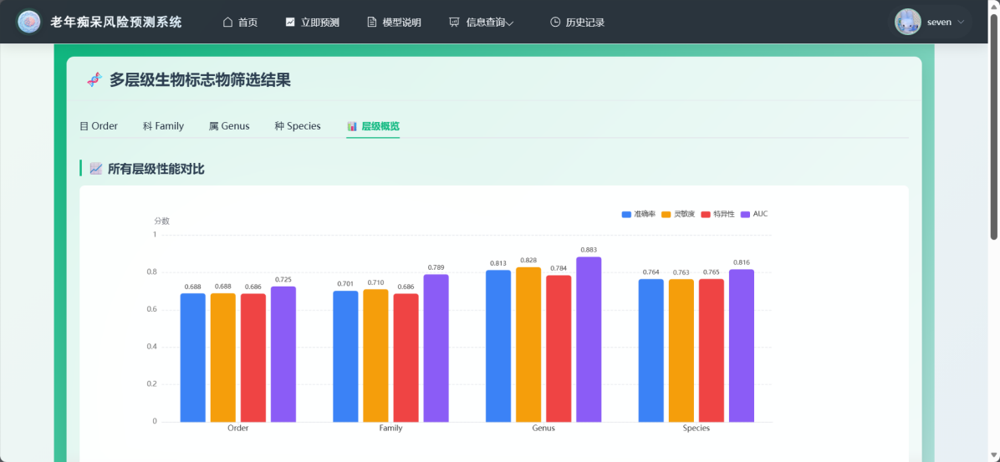 老年痴呆风险预测系统 首页 立即预测 模型说明 信息查询 历史记录 seven
多层级生物标志物筛选结果
目 Order 科 Family 属 Genus 种 Species 层级概览
所有层级性能对比
准确率 灵敏度 特异性 AUC
分数
1
0.8
0.6
0.4
0.2
0
0.688 0.688 0.686 0.725
0.701 0.710 0.686 0.789
0.813 0.828 0.784 0.883
0.764 0.763 0.765 0.816
Order Family Genus Species